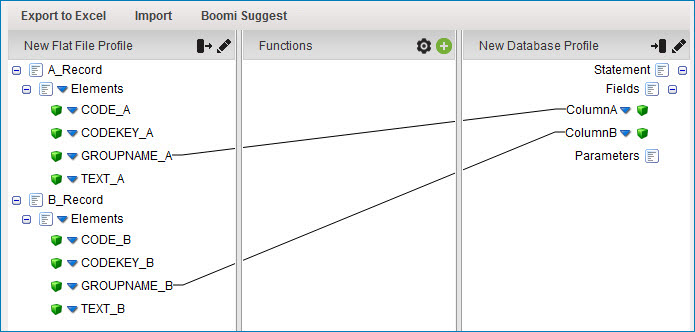 Export to Excel Import Boomi Suggest
New Flat File Profile Functions New Database Profile
A_Record
Elements
CODE_A
CODEKEY_A
GROUPNAME_A
TEXT_A
B_Record
Elements
CODE_B
CODEKEY_B
GROUPNAME_B
TEXT_B
Statement
Fields
ColumnA
ColumnB
Parameters